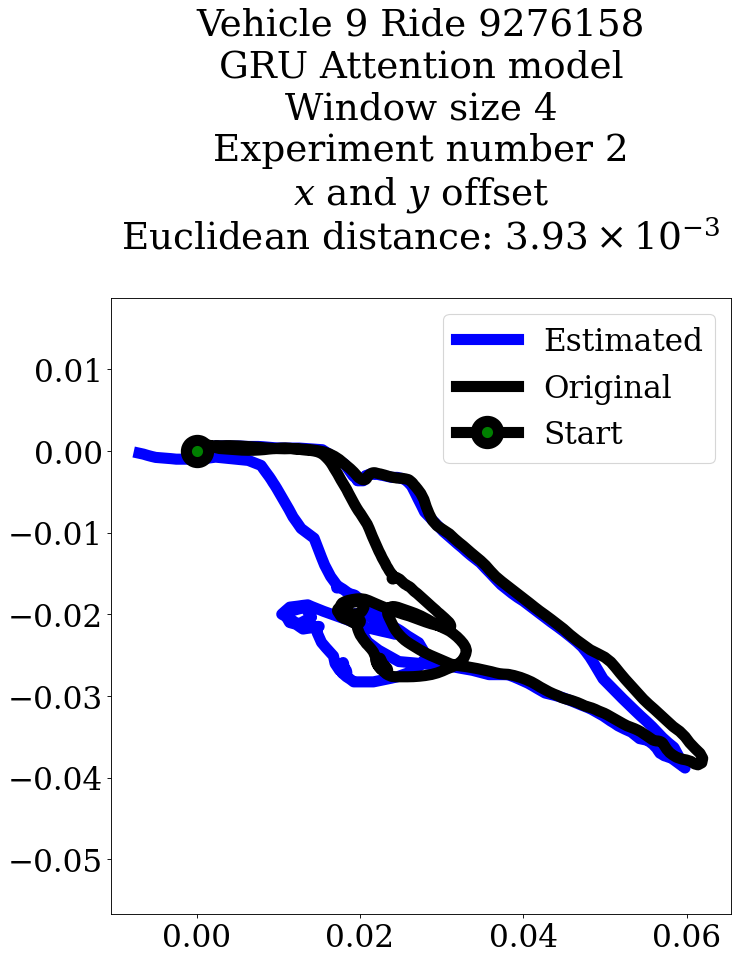 Vehicle 9 Ride 9276158
GRU Attention model
Window size 4
Experiment number 2
x and y offset
Euclidean distance: 3.93 × 10⁻³
Estimated
Original
Start
0.01
0.00
−0.01
−0.02
−0.03
−0.04
−0.05
0.00 0.02 0.04 0.06